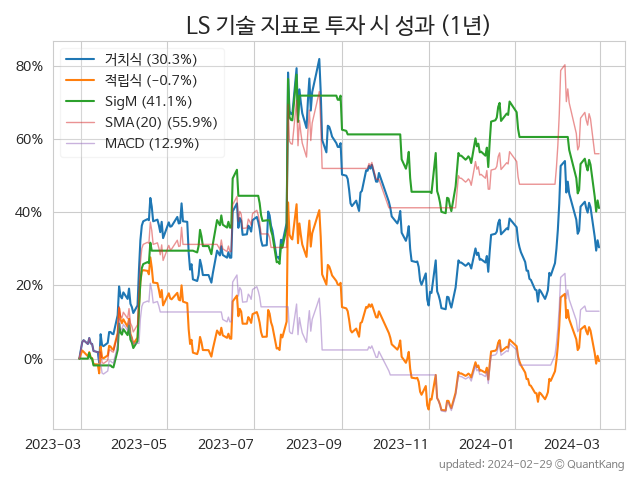 LS 기술 지표로 투자 시 성과 (1년)
거치식 (30.3%)
적립식 (−0.7%)
SigM (41.1%)
SMA(20) (55.9%)
MACD (12.9%)
80%
60%
40%
20%
0%
2023-03 2023-05 2023-07 2023-09 2023-11 2024-01 2024-03
updated: 2024-02-29 © QuantKang